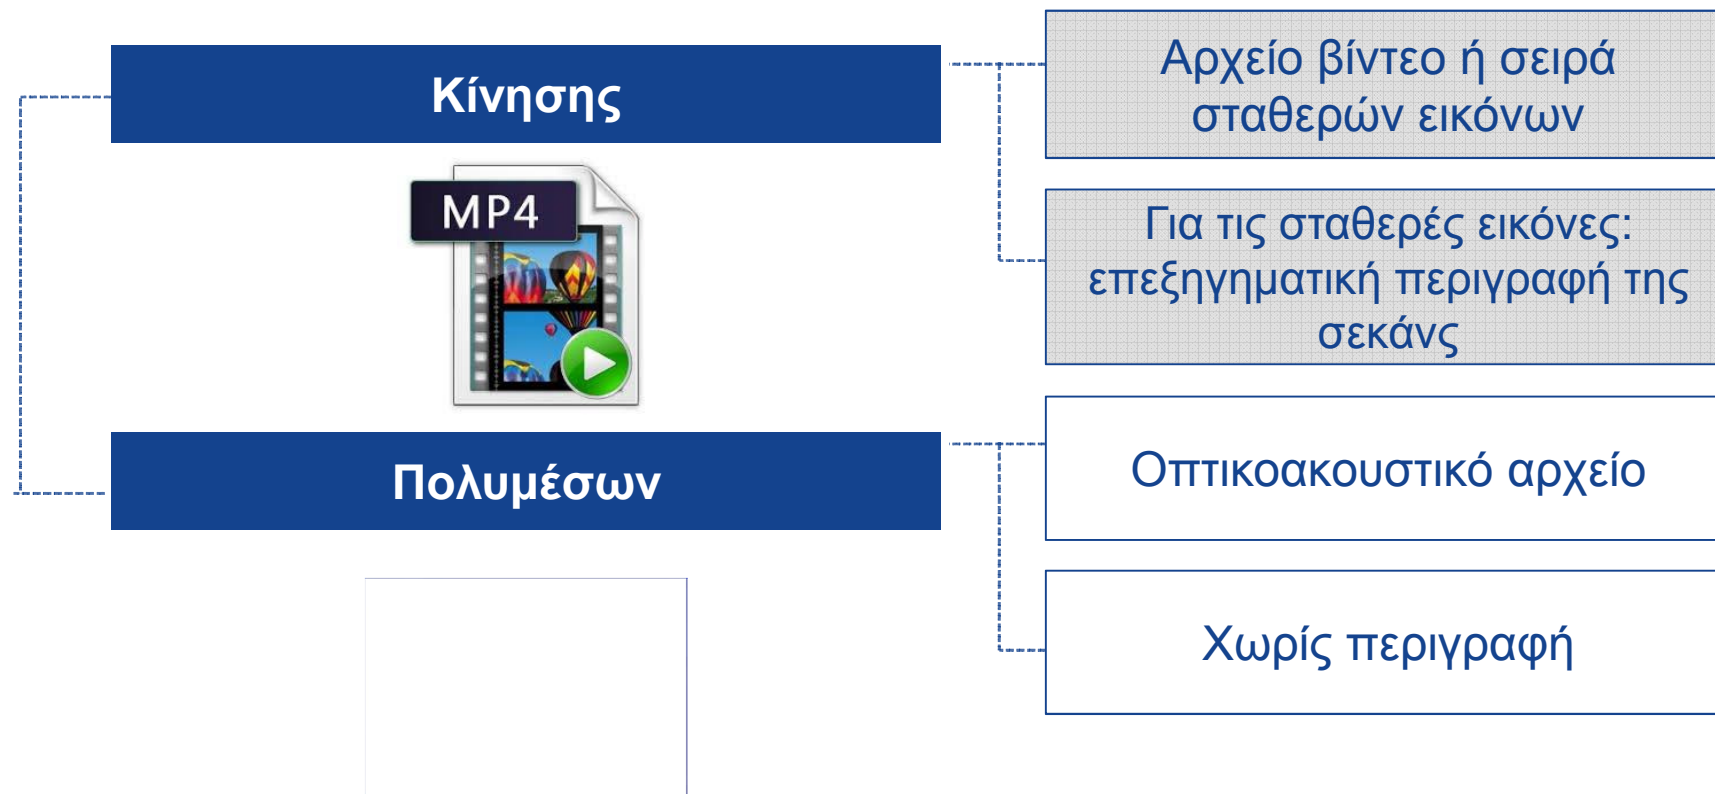 Κίνησης
MP4
Αρχείο βίντεο ή σειρά
σταθερών εικόνων
Για τις σταθερές εικόνες:
επεξηγηματική περιγραφή της
σεκάνς
Πολυμέσων
Οπτικοακουστικό αρχείο
Χωρίς περιγραφή